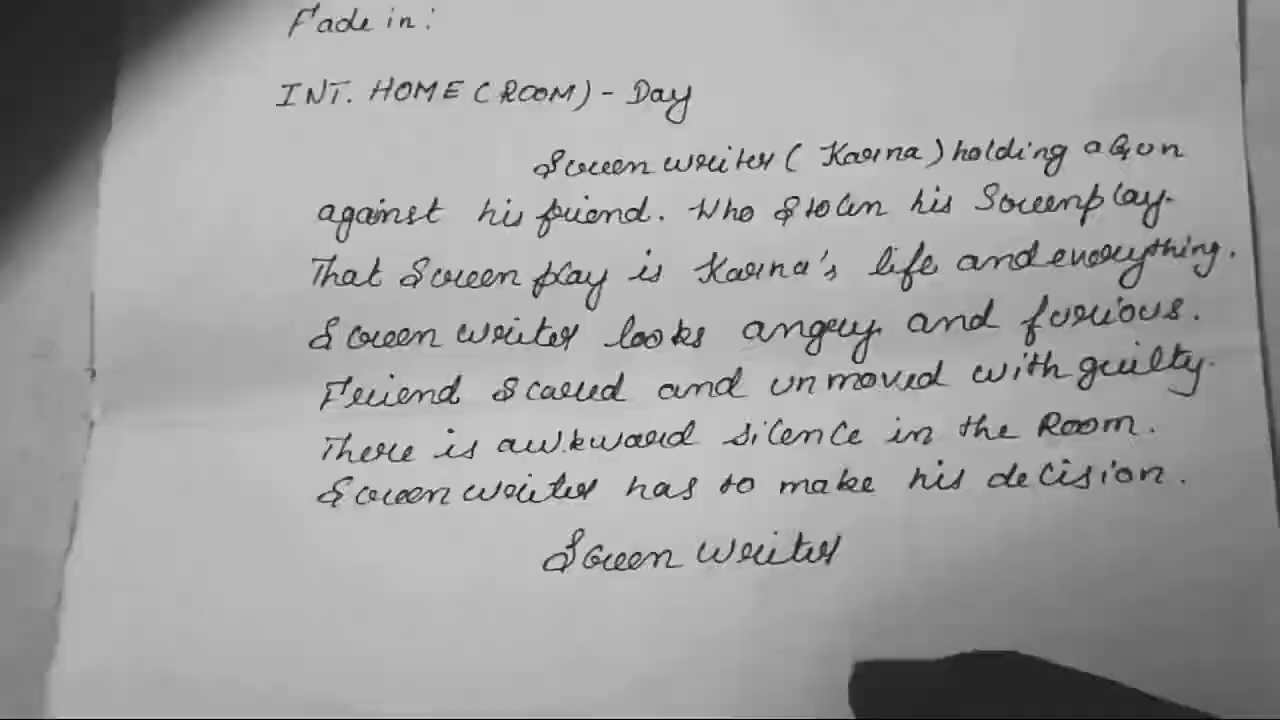 Fade in:
INT. HOME (ROOM) - Day
Screen writer ( Karna ) holding a Gun
against his friend. Who Stolen his Screenplay.
That Screen play is Karna's life and everything.
Screen writer looks angry and furious.
Friend Scared and unmoved with guilty.
There is awkward silence in the Room.
Screen writer has to make his decision.
Screen writer